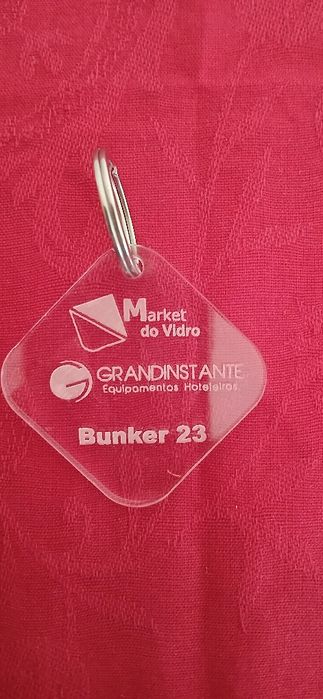 Market
do Vidro
GRANDINSTANTE
Equipamentos Hoteleiros
Bunker 23